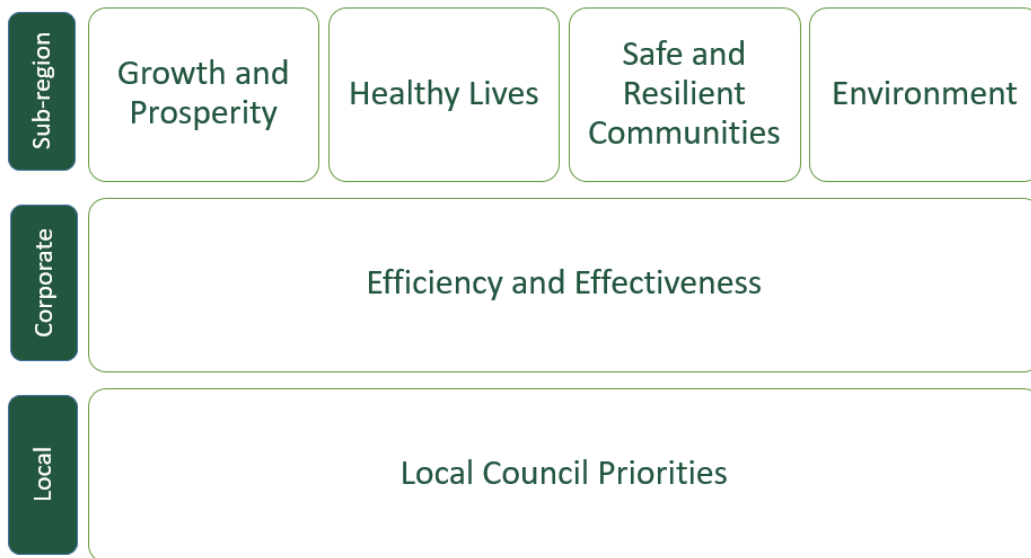 Sub-region
Growth and
Prosperity
Healthy Lives
Safe and
Resilient
Communities
Environment
Corporate
Efficiency and Effectiveness
Local
Local Council Priorities